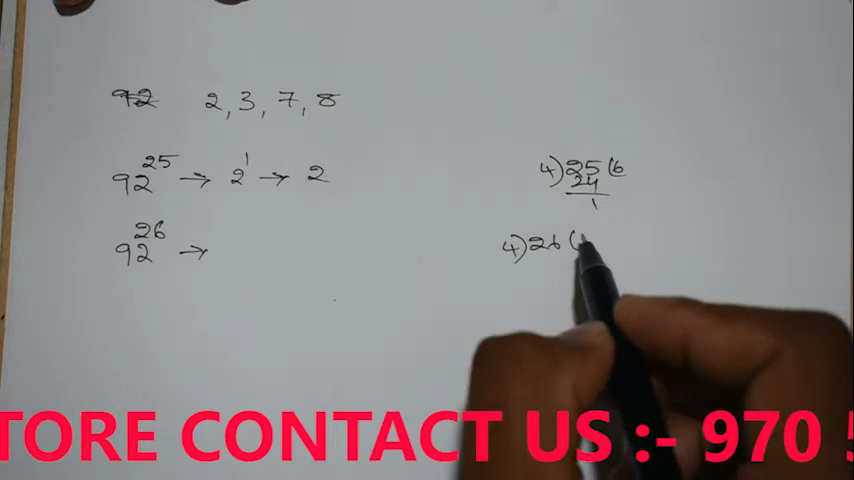 92 2, 3, 7, 8
92^25 → 2^1 → 2
4)25(6
24
1
92^26 →
4)26(
TORE CONTACT US :- 970